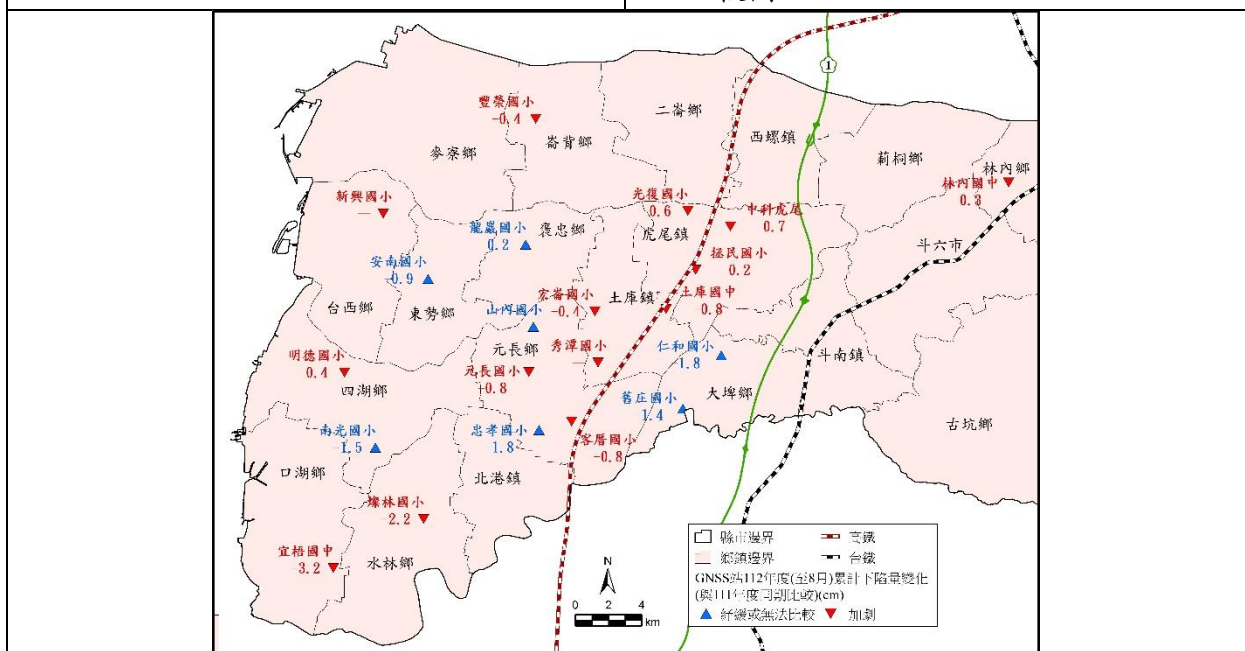 1
豐榮國小
-0.4
二崙鄉
西螺鎮
崙背鄉
麥寮鄉
莿桐鄉
林內鄉
林內國中
0.3
新興國小
—
光復國小
0.6
中科虎尾
0.7
龍巖國小
0.2
褒忠鄉
虎尾鎮
拯民國小
0.2
斗六市
安南國小
-0.9
宏崙國小
-0.4
土庫鎮
土庫國中
0.8
台西鄉
東勢鄉
山內國小
元長鄉
秀潭國小
—
仁和國小
1.8
斗南鎮
明德國小
0.4
四湖鄉
元長國小
-0.8
大埤鄉
舊庄國小
1.4
古坑鄉
南光國小
-1.5
忠孝國小
1.8
客厝國小
-0.8
口湖鄉
北港鎮
燦林國小
-2.2
宜梧國中
-3.2
水林鄉
N
0 2 4
km
縣市邊界 高鐵
鄉鎮邊界 台鐵
GNSS站112年度(至8月)累計下陷量變化
(與111年度同期比較)(cm)
紓緩或無法比較 加劇